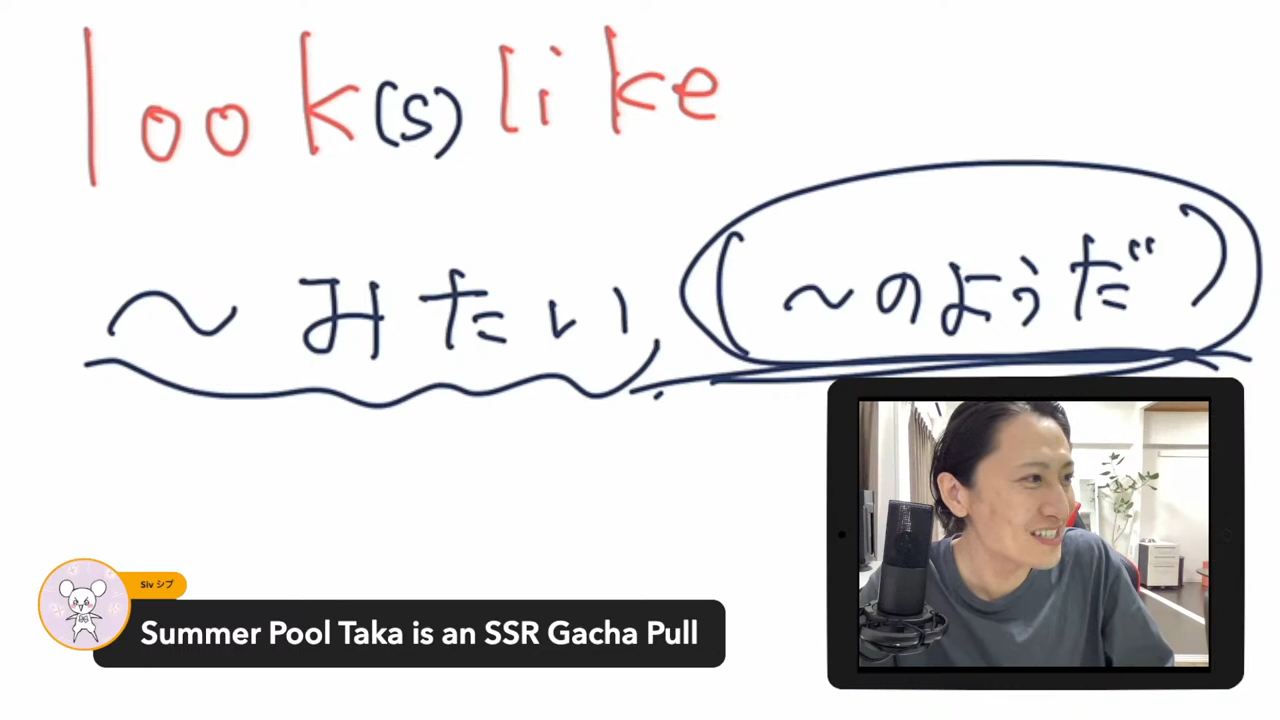 look(s) like
～みたい, (～のようだ)
Siv シブ
Summer Pool Taka is an SSR Gacha Pull